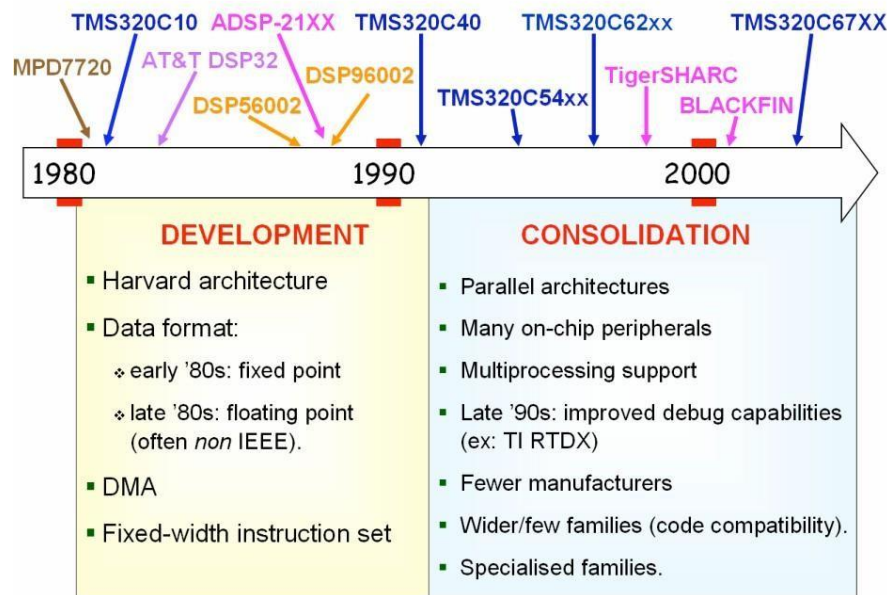 TMS320C10 ADSP-21XX TMS320C40 TMS320C62xx TMS320C67XX
MPD7720 AT&T DSP32 DSP96002 TigerSHARC
DSP56002 TMS320C54xx BLACKFIN
1980 1990 2000
DEVELOPMENT
Harvard architecture
Data format:
early '80s: fixed point
late '80s: floating point
(often non IEEE).
DMA
Fixed-width instruction set
CONSOLIDATION
Parallel architectures
Many on-chip peripherals
Multiprocessing support
Late '90s: improved debug capabilities
(ex: TI RTDX)
Fewer manufacturers
Wider/few families (code compatibility).
Specialised families.